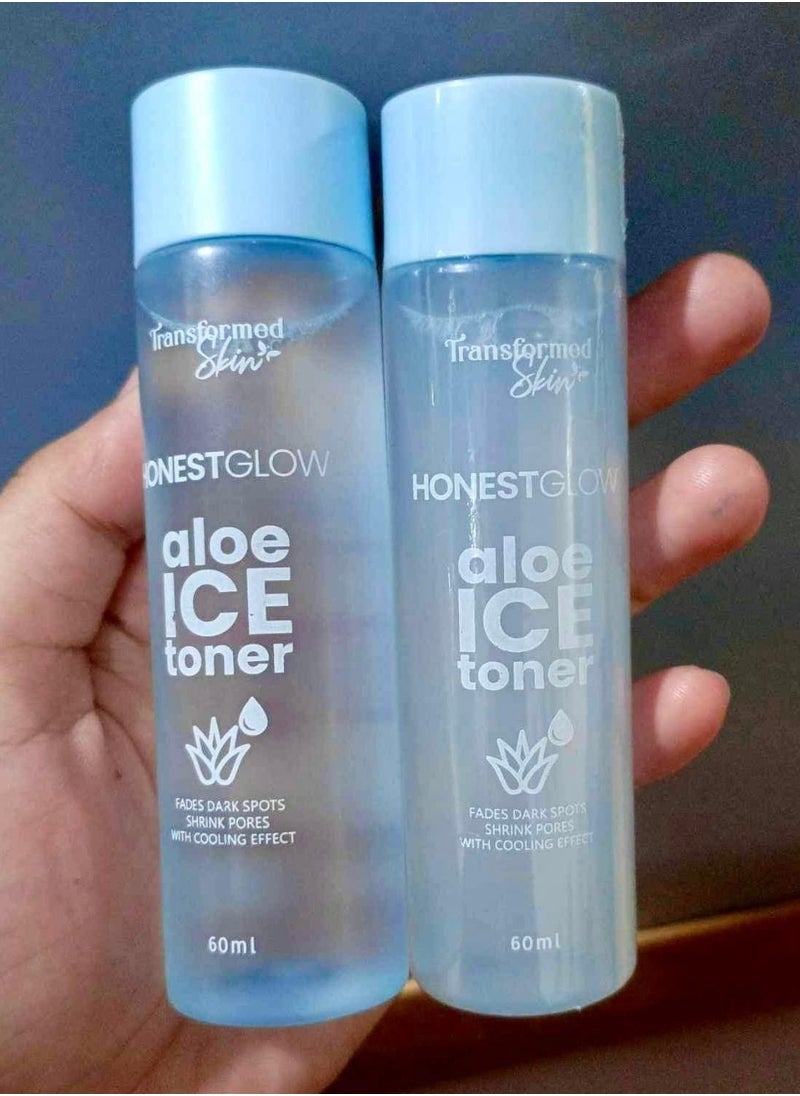 Transformed
Skin
HONESTGLOW
aloe
ICE
toner
FADES DARK SPOTS
SHRINK PORES
WITH COOLING EFFECT
60ml
Transformed
Skin
HONESTGLOW
aloe
ICE
toner
FADES DARK SPOTS
SHRINK PORES
WITH COOLING EFFECT
60ml